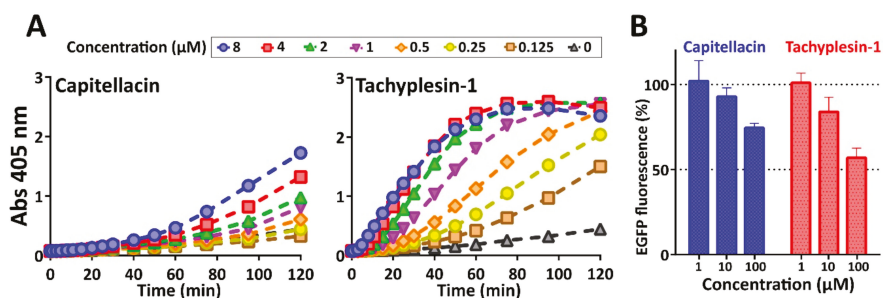 A
Concentration (μM) 8 4 2 1 0.5 0.25 0.125 0
Capitellacin
Tachyplesin-1
Abs 405 nm
3
2
1
0
0 20 40 60 80 100 120
Time (min)
3
2
1
0
0 20 40 60 80 100 120
Time (min)
B
Capitellacin Tachyplesin-1
EGFP fluorescence (%)
100
50
0
1 10 100 1 10 100
Concentration (μM)